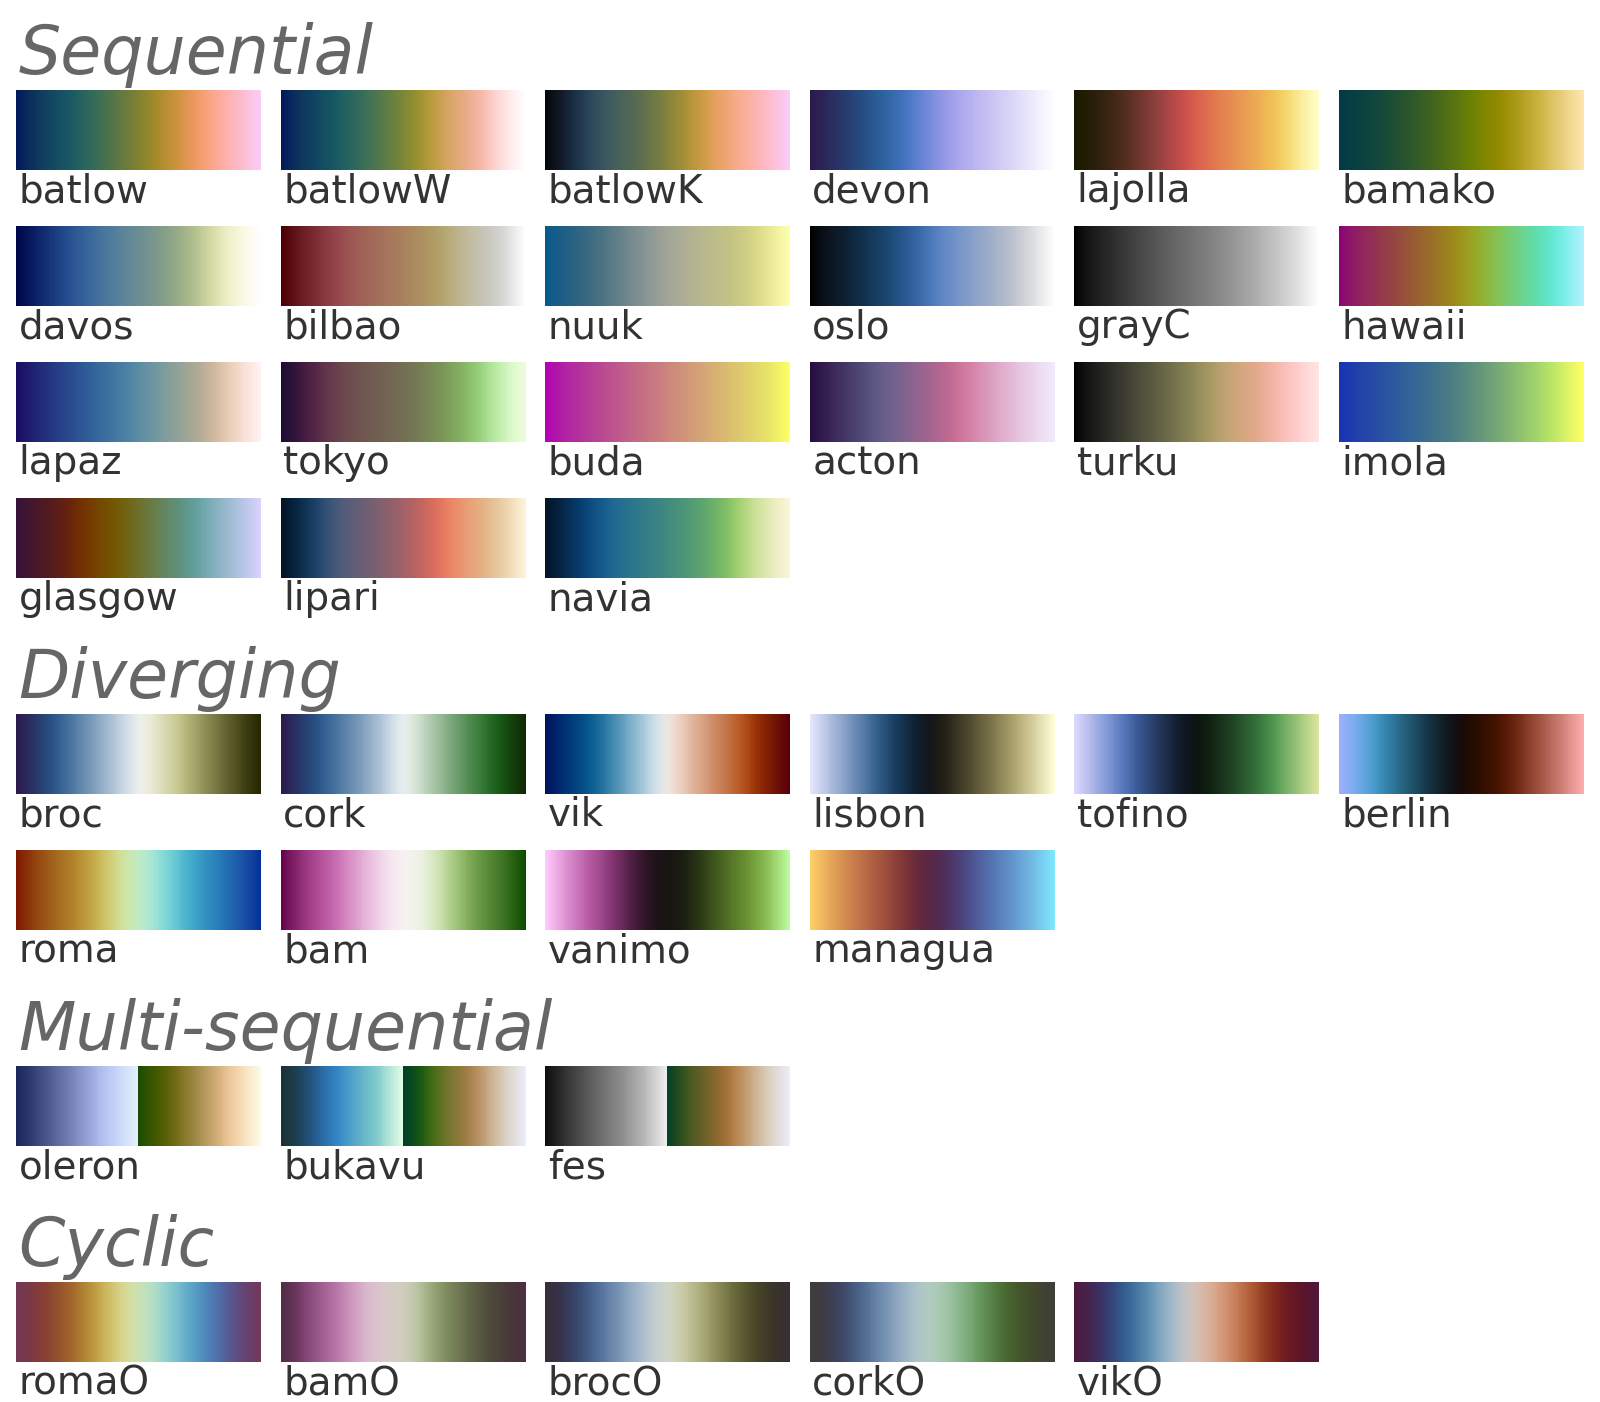 Sequential
batlow batlowW batlowK devon lajolla bamako
davos bilbao nuuk oslo grayC hawaii
lapaz tokyo buda acton turku imola
glasgow lipari navia
Diverging
broc cork vik lisbon tofino berlin
roma bam vanimo managua
Multi-sequential
oleron bukavu fes
Cyclic
romaO bamO brocO corkO vikO